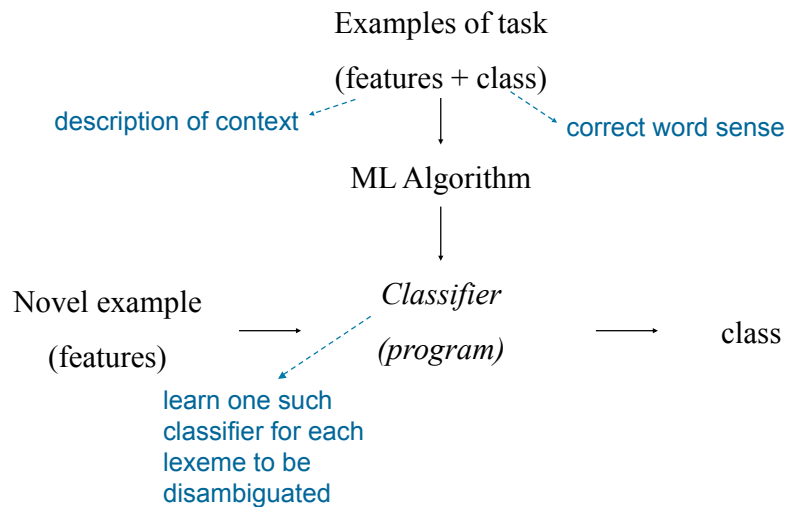 Examples of task
(features + class)
description of context
correct word sense
ML Algorithm
Novel example
(features)
Classifier
(program)
class
learn one such
classifier for each
lexeme to be
disambiguated